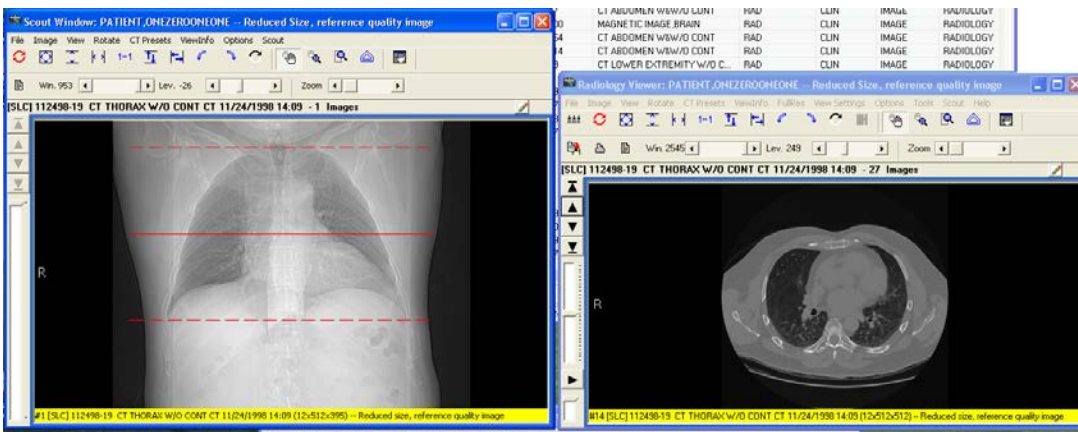 Scout Window: PATIENT,ONEZEROONEONE -- Reduced Size, reference quality image
File Image View Rotate CT Presets ViewInfo Options Scout
1-1
Win. 953 Lev. -26 Zoom
[SLC] 112498-19 CT THORAX W/O CONT CT 11/24/1998 14:09 - 1 Images
R
#1 [SLC] 112498-19 CT THORAX W/O CONT CT 11/24/1998 14:09 (12x512x395) -- Reduced size, reference quality image
CT ABDOMEN W&W/O CONT RAD CLIN IMAGE RADIOLOGY
MAGNETIC IMAGE,BRAIN RAD CLIN IMAGE RADIOLOGY
CT ABDOMEN W&W/O CONT RAD CLIN IMAGE RADIOLOGY
CT ABDOMEN W&W/O CONT RAD CLIN IMAGE RADIOLOGY
CT LOWER EXTREMITY W/O C... RAD CLIN IMAGE RADIOLOGY
Radiology Viewer: PATIENT,ONEZEROONEONE -- Reduced Size, reference quality image
File Image View Rotate CT Presets ViewInfo FullRes View Settings Options Tools Scout Help
1-1
Win. 2545 Lev. 249 Zoom
[SLC] 112498-19 CT THORAX W/O CONT CT 11/24/1998 14:09 - 27 Images
R
#14 [SLC] 112498-19 CT THORAX W/O CONT CT 11/24/1998 14:09 (12x512x512) -- Reduced size, reference quality image